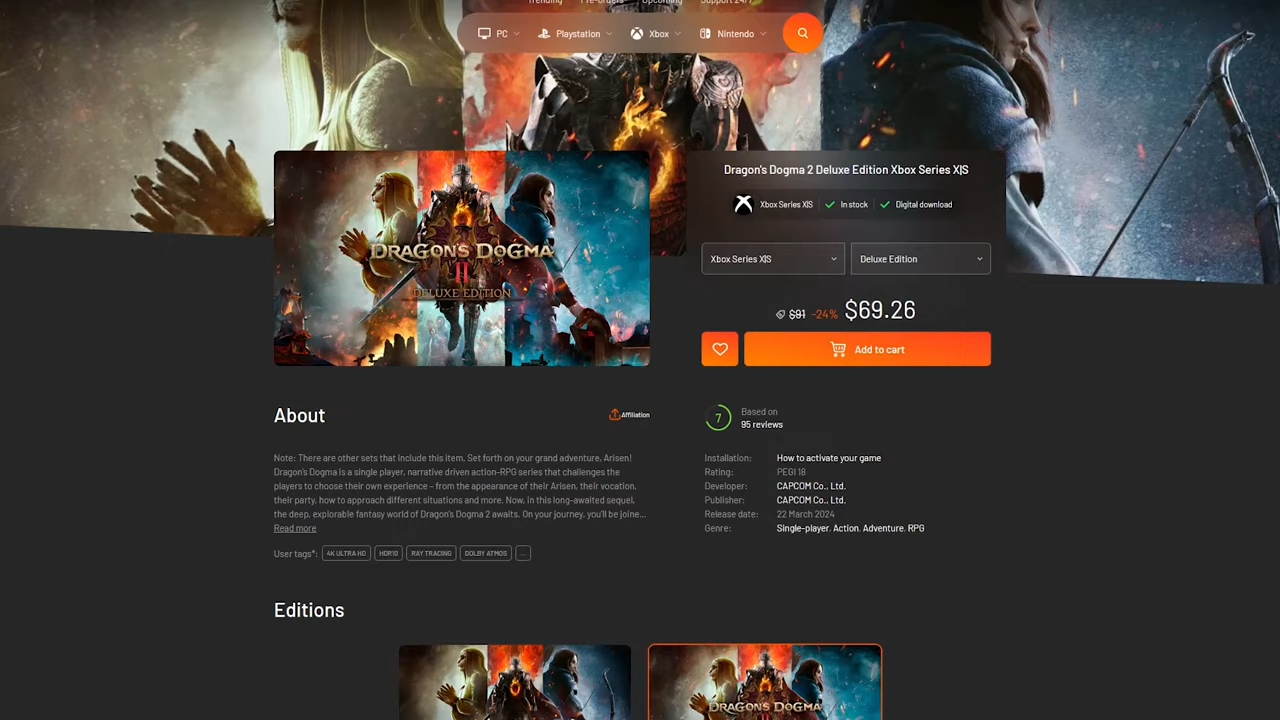 Trending Pre-orders Upcoming Support 24/7
PC Playstation Xbox Nintendo
DRAGON'S DOGMA
II
DELUXE EDITION
Dragon's Dogma 2 Deluxe Edition Xbox Series X|S
Xbox Series X|S In stock Digital download
Xbox Series X|S Deluxe Edition
$91 -24% $69.26
Add to cart
About
Affiliation
Note: There are other sets that include this item. Set forth on your grand adventure, Arisen!
Dragon's Dogma is a single player, narrative driven action-RPG series that challenges the
players to choose their own experience – from the appearance of their Arisen, their vocation,
their party, how to approach different situations and more. Now, in this long-awaited sequel,
the deep, explorable fantasy world of Dragon's Dogma 2 awaits. On your journey, you'll be joine...
Read more
User tags*: 4K ULTRA HD HDR10 RAY TRACING DOLBY ATMOS ...
7
Based on
95 reviews
Installation: How to activate your game
Rating: PEGI 18
Developer: CAPCOM Co., Ltd.
Publisher: CAPCOM Co., Ltd.
Release date: 22 March 2024
Genre: Single-player, Action, Adventure, RPG
Editions
DRAGON'S DOGMA